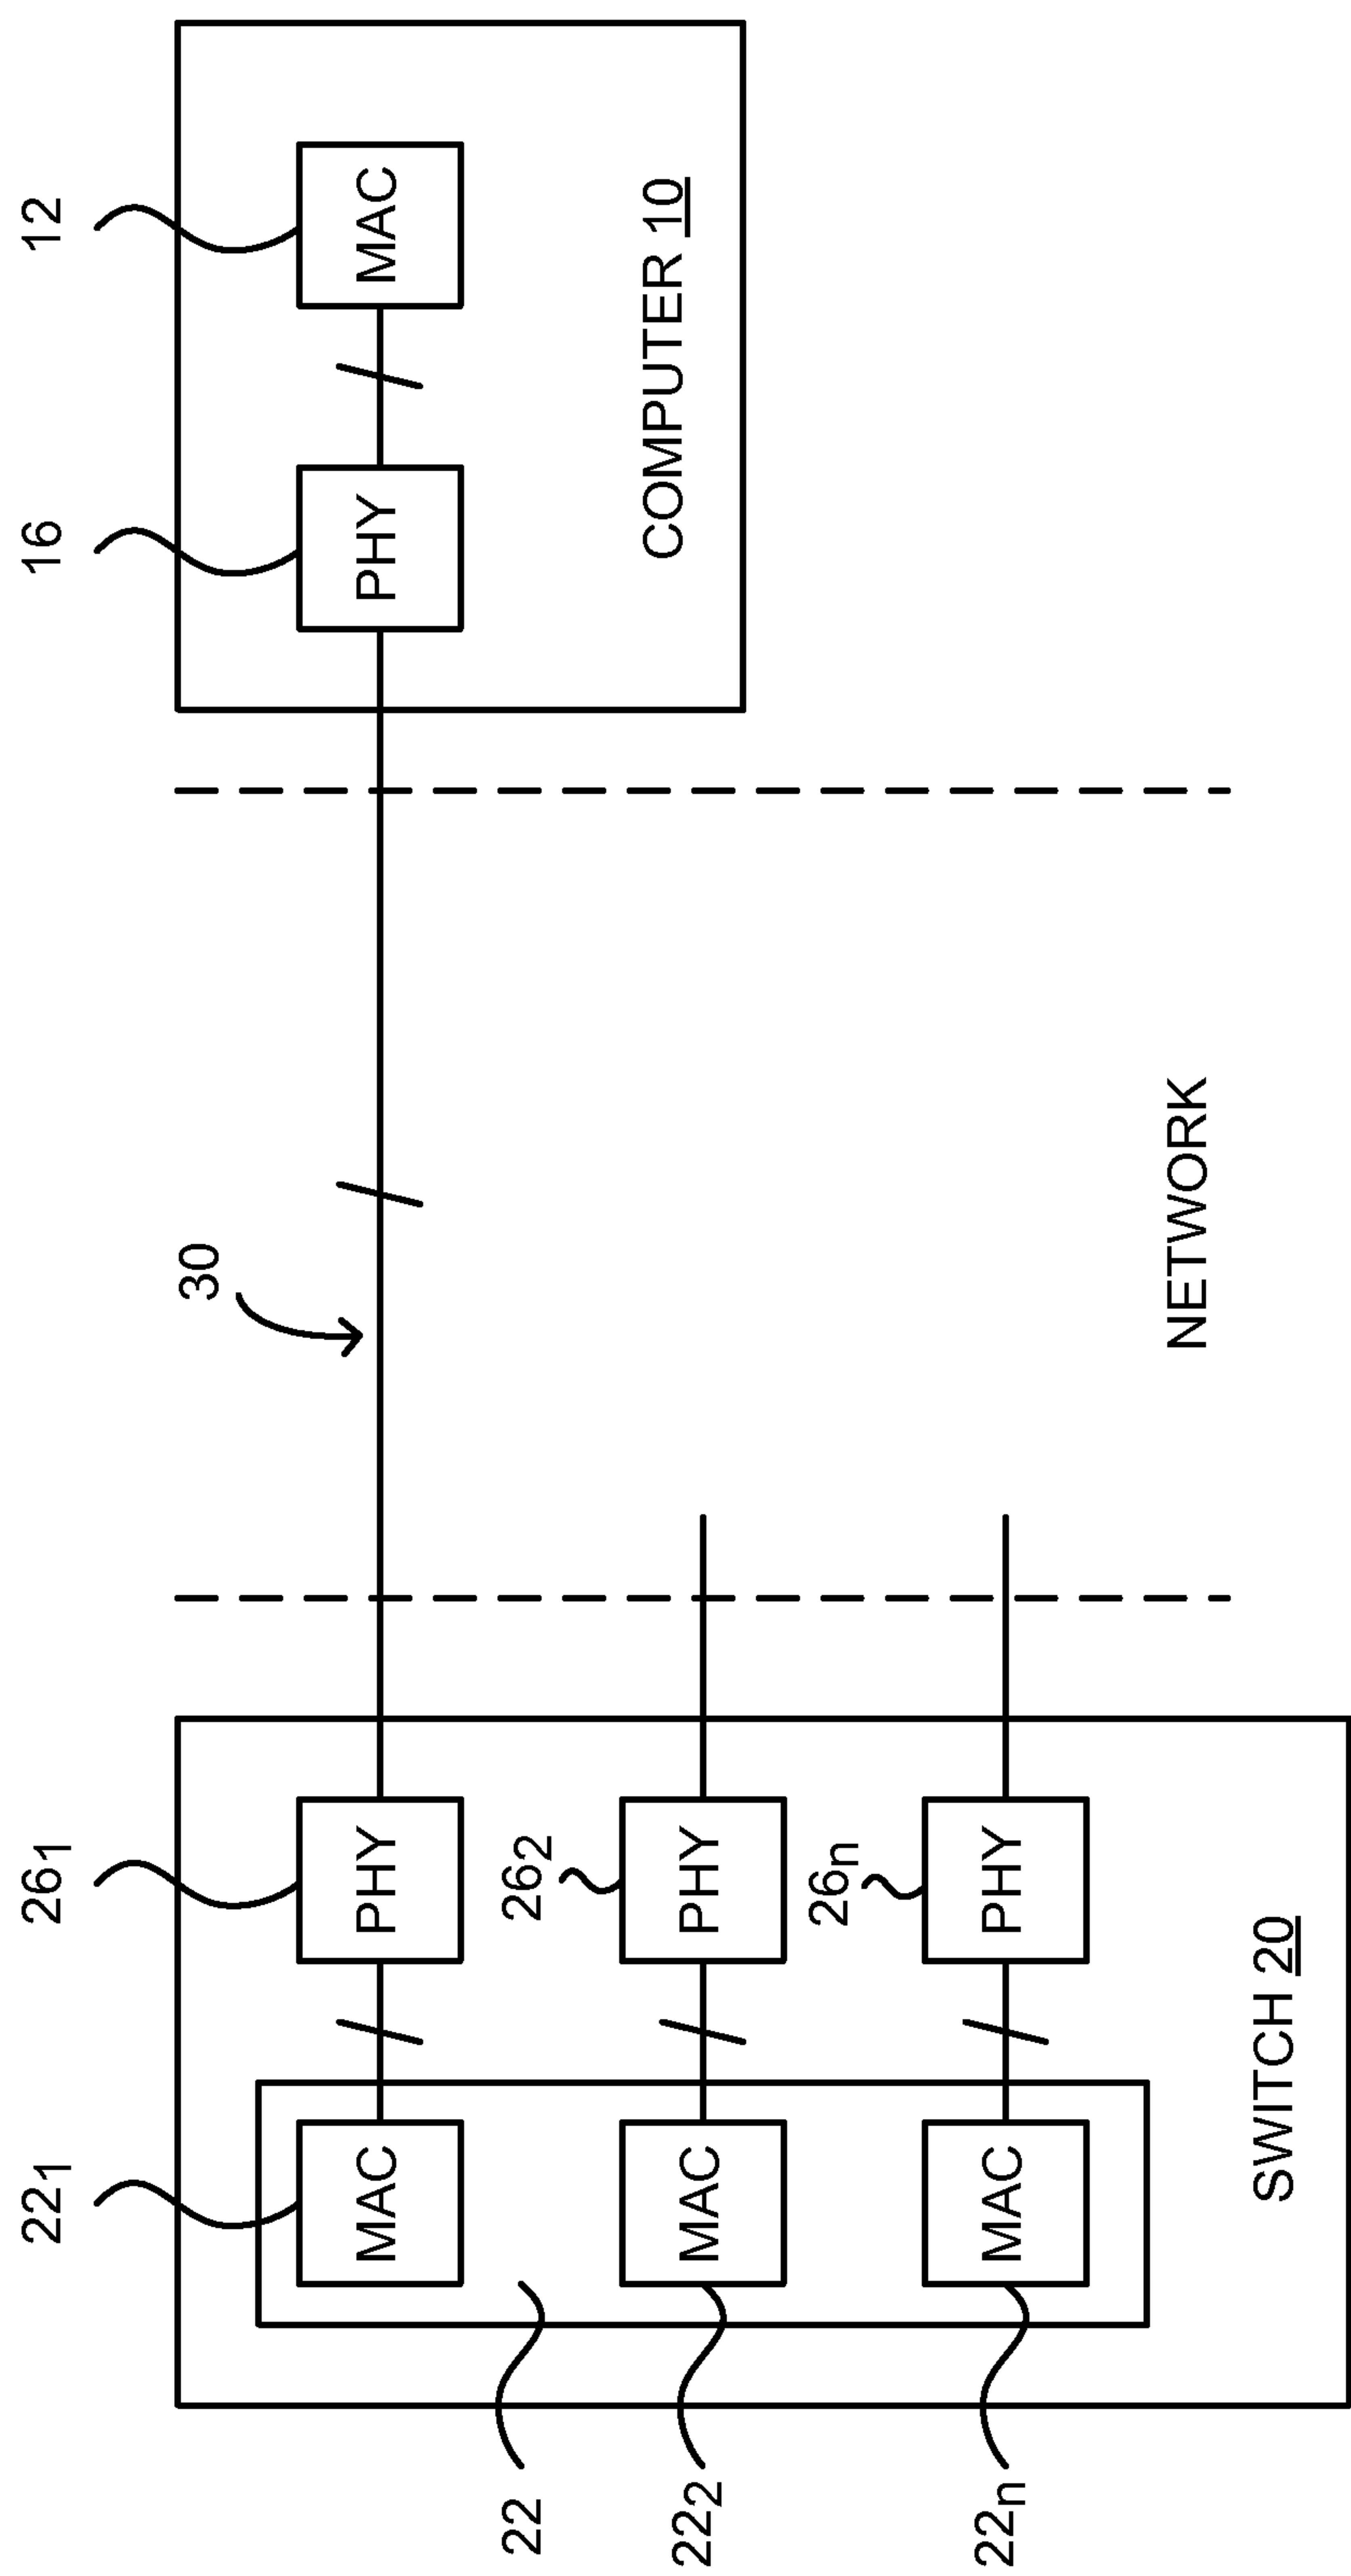 22₁
26₁
30
16
12
MAC
PHY
PHY
MAC
22
26₂
MAC
PHY
COMPUTER 10
22₂
26ₙ
MAC
PHY
22ₙ
NETWORK
SWITCH 20